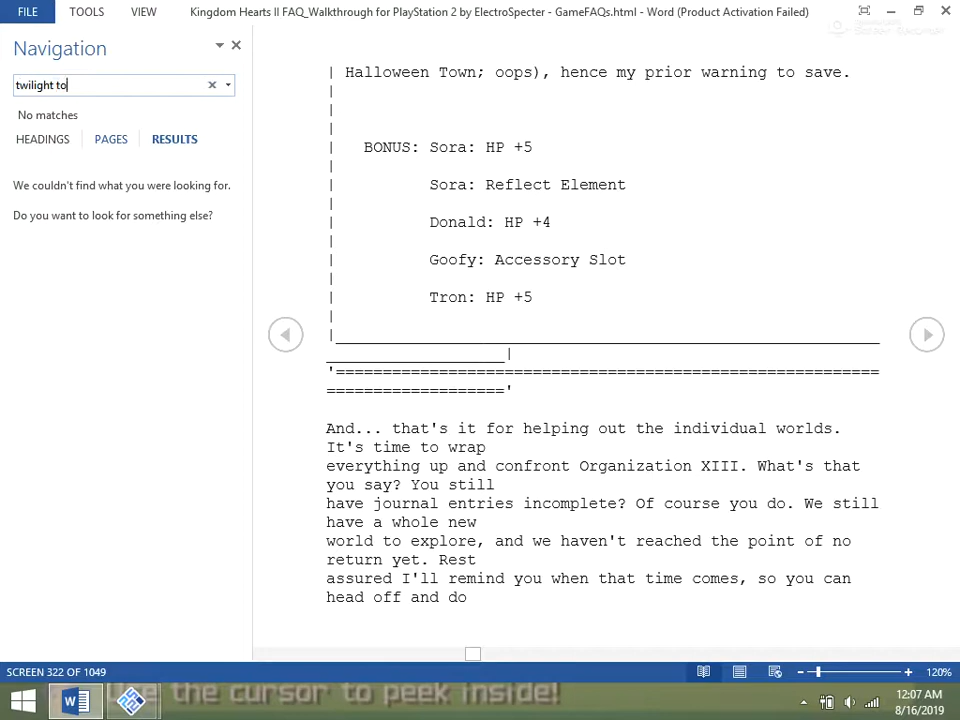 FILE TOOLS VIEW Kingdom Hearts II FAQ_Walkthrough for PlayStation 2 by ElectroSpecter - GameFAQs.html - Word (Product Activation Failed)
Navigation
twilight to
No matches
HEADINGS PAGES RESULTS
We couldn't find what you were looking for.
Do you want to look for something else?
| Halloween Town; oops), hence my prior warning to save.
|
|
|
| BONUS: Sora: HP +5
|
| Sora: Reflect Element
|
| Donald: HP +4
|
| Goofy: Accessory Slot
|
| Tron: HP +5
|
|__________________________________________________________
___________________|
'==========================================================
==================='
And... that's it for helping out the individual worlds.
It's time to wrap
everything up and confront Organization XIII. What's that
you say? You still
have journal entries incomplete? Of course you do. We still
have a whole new
world to explore, and we haven't reached the point of no
return yet. Rest
assured I'll remind you when that time comes, so you can
head off and do
SCREEN 322 OF 1049
120%
the cursor to peek inside!
12:07 AM
8/16/2019